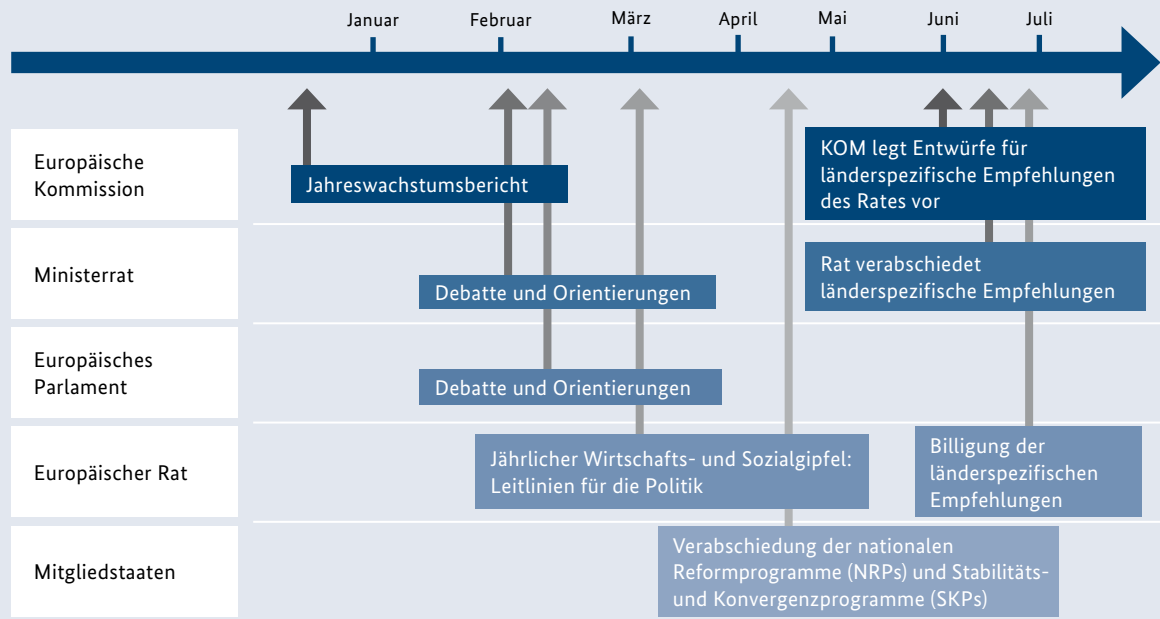 Januar
Februar
März
April
Mai
Juni
Juli
Europäische
Kommission
Jahreswachstumsbericht
KOM legt Entwürfe für
länderspezifische Empfehlungen
des Rates vor
Ministerrat
Debatte und Orientierungen
Rat verabschiedet
länderspezifische Empfehlungen
Europäisches
Parlament
Debatte und Orientierungen
Europäischer Rat
Jährlicher Wirtschafts- und Sozialgipfel:
Leitlinien für die Politik
Billigung der
länderspezifischen
Empfehlungen
Mitgliedstaaten
Verabschiedung der nationalen
Reformprogramme (NRPs) und Stabilitäts-
und Konvergenzprogramme (SKPs)